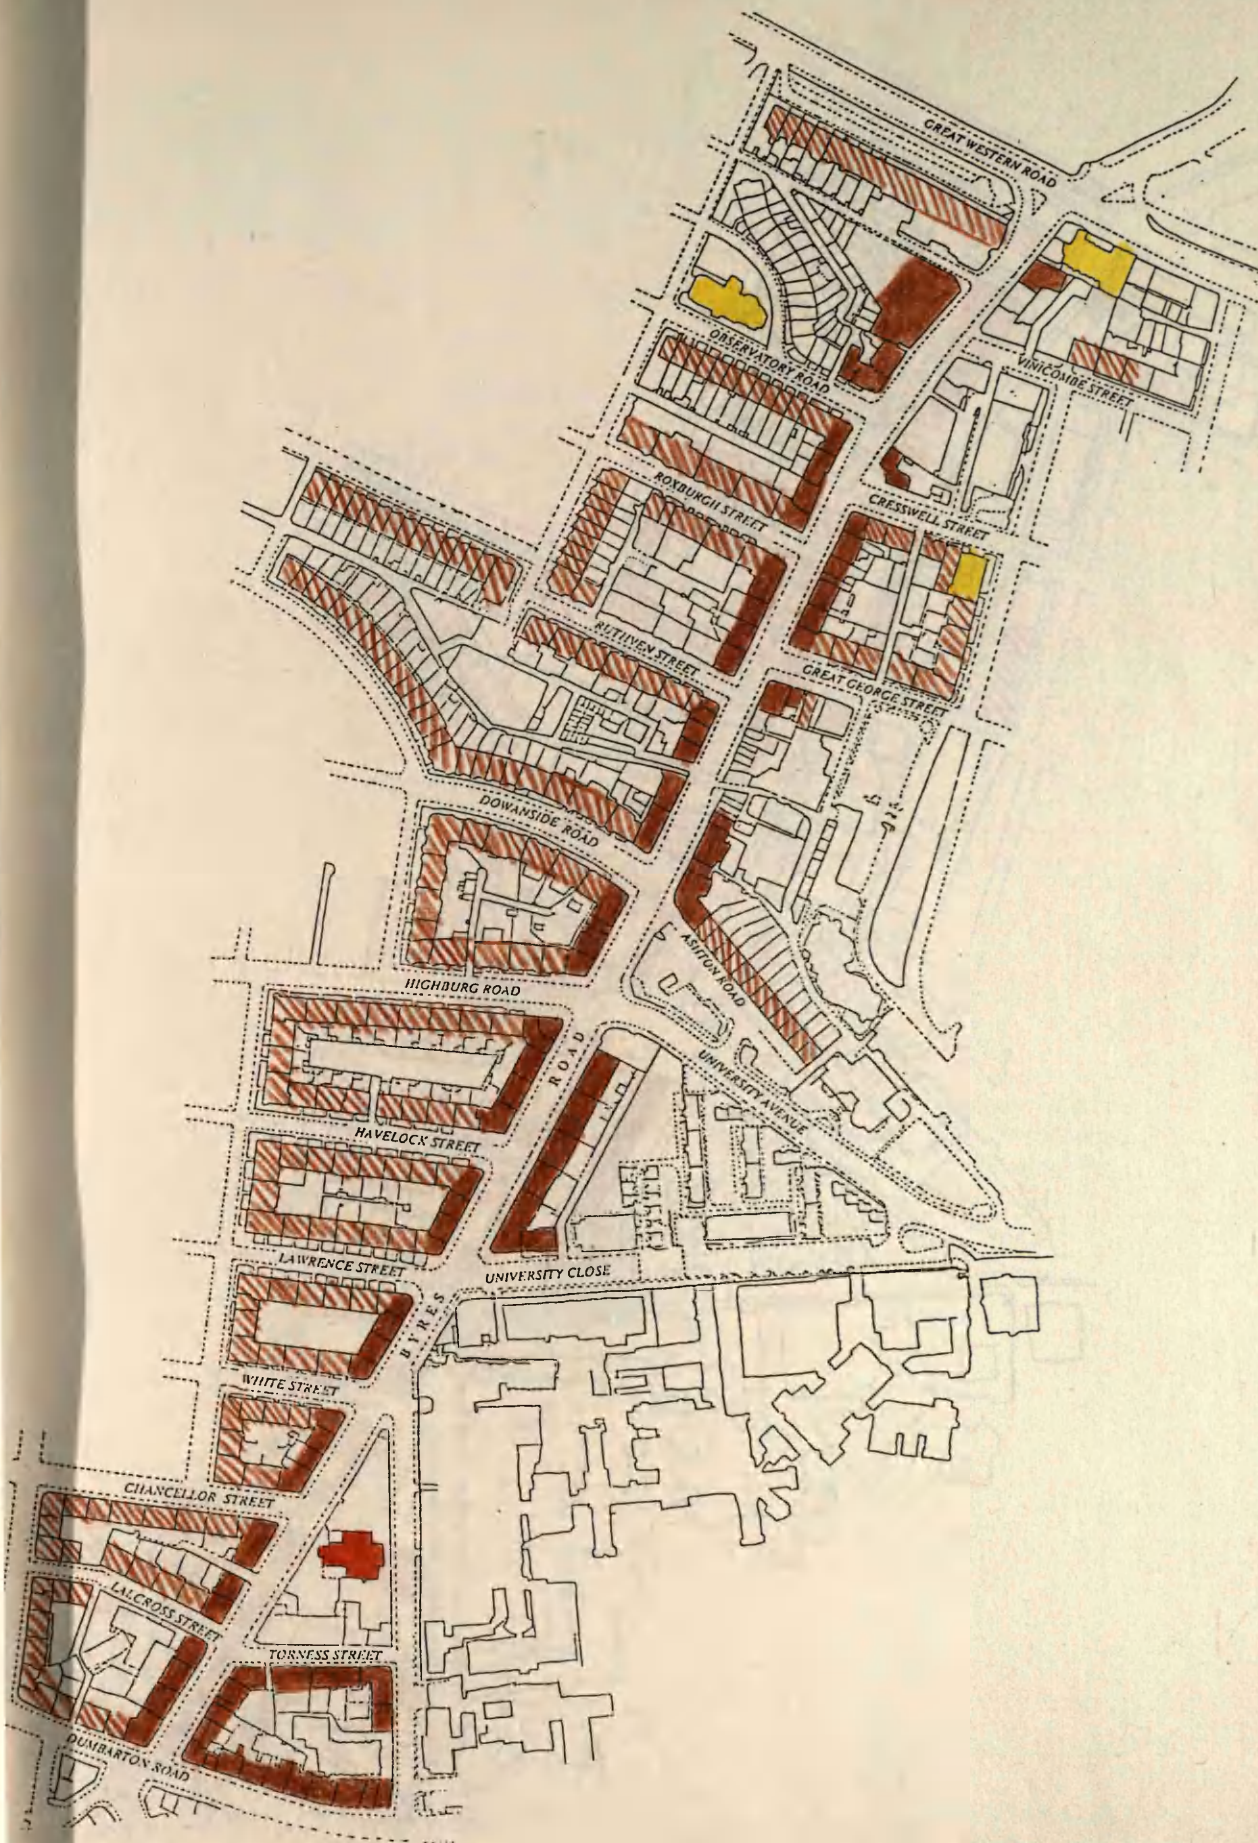 GREAT WESTERN ROAD
OBSERVATORY ROAD
VINICOMBE STREET
ROXBURGH STREET
CRESSWELL STREET
RUTHVEN STREET
GREAT GEORGE STREET
DOWANSIDE ROAD
ASHTON ROAD
HIGHBURG ROAD
ROAD
UNIVERSITY AVENUE
HAVELOCK STREET
LAWRENCE STREET
UNIVERSITY CLOSE
BYRES
WHITE STREET
CHANCELLOR STREET
LALCROSS STREET
TORNESS STREET
DUMBARTON ROAD